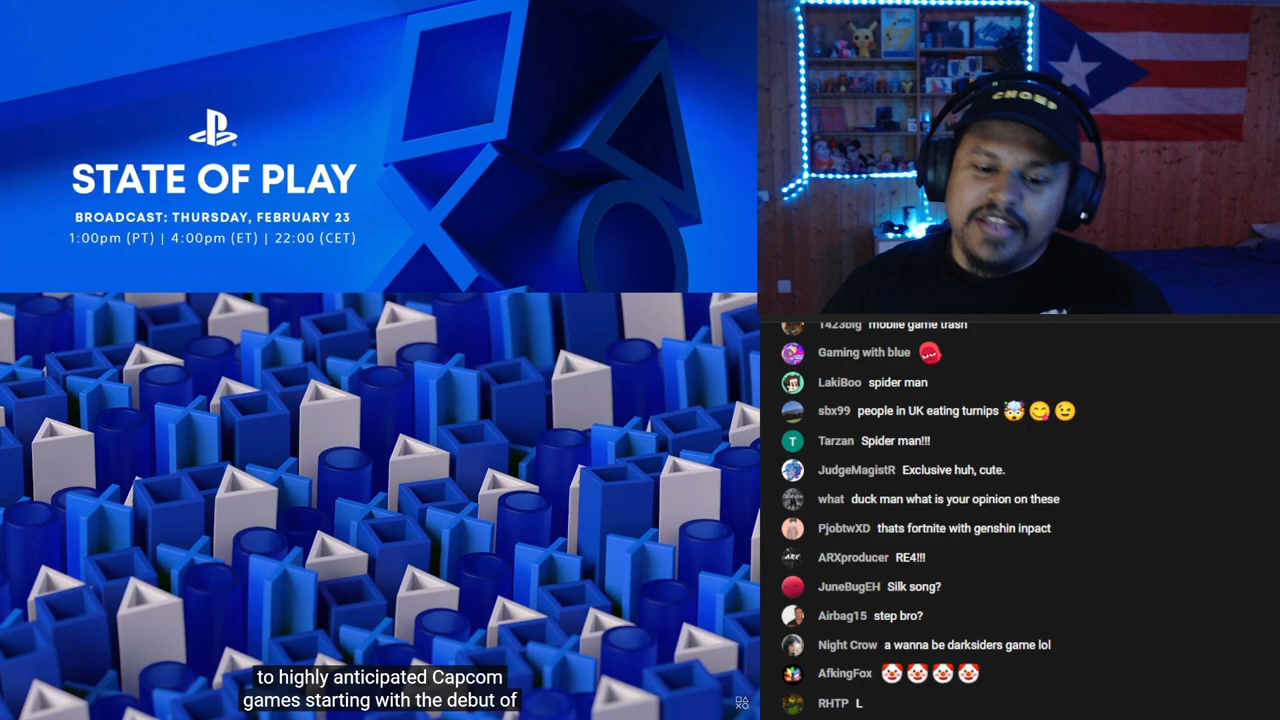 STATE OF PLAY
BROADCAST: THURSDAY, FEBRUARY 23
1:00pm (PT) | 4:00pm (ET) | 22:00 (CET)
CHOMP
1423big mobile game trash
Gaming with blue
LakiBoo spider man
sbx99 people in UK eating turnips 🤯 😋 😉
T
Tarzan Spider man!!!
JudgeMagistR Exclusive huh, cute.
what duck man what is your opinion on these
PjobtwXD thats fortnite with genshin inpact
ARXproducer RE4!!!
JuneBugEH Silk song?
Airbag15 step bro?
Night Crow a wanna be darksiders game lol
AfkingFox 🤡 🤡 🤡 🤡
RHTP L
to highly anticipated Capcom
games starting with the debut of